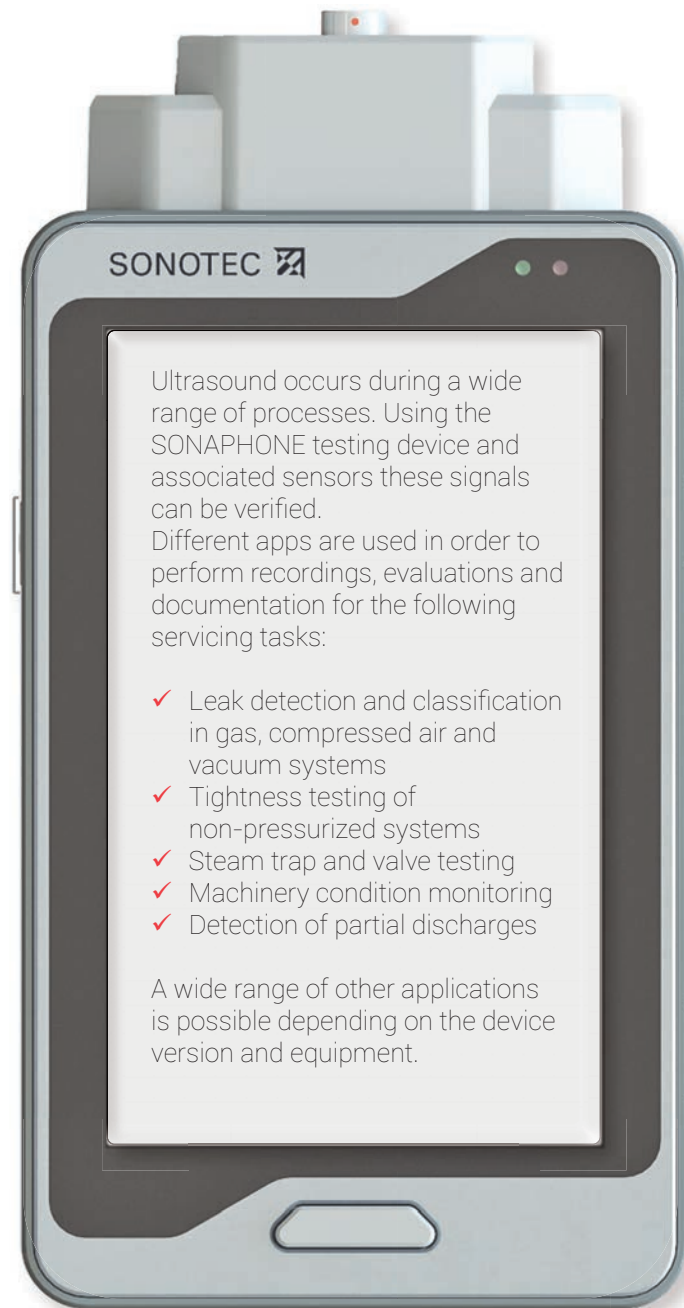 SONOTEC
Ultrasound occurs during a wide
range of processes. Using the
SONAPHONE testing device and
associated sensors these signals
can be verified.
Different apps are used in order to
perform recordings, evaluations and
documentation for the following
servicing tasks:
✓ Leak detection and classification
in gas, compressed air and
vacuum systems
✓ Tightness testing of
non-pressurized systems
✓ Steam trap and valve testing
✓ Machinery condition monitoring
✓ Detection of partial discharges
A wide range of other applications
is possible depending on the device
version and equipment.